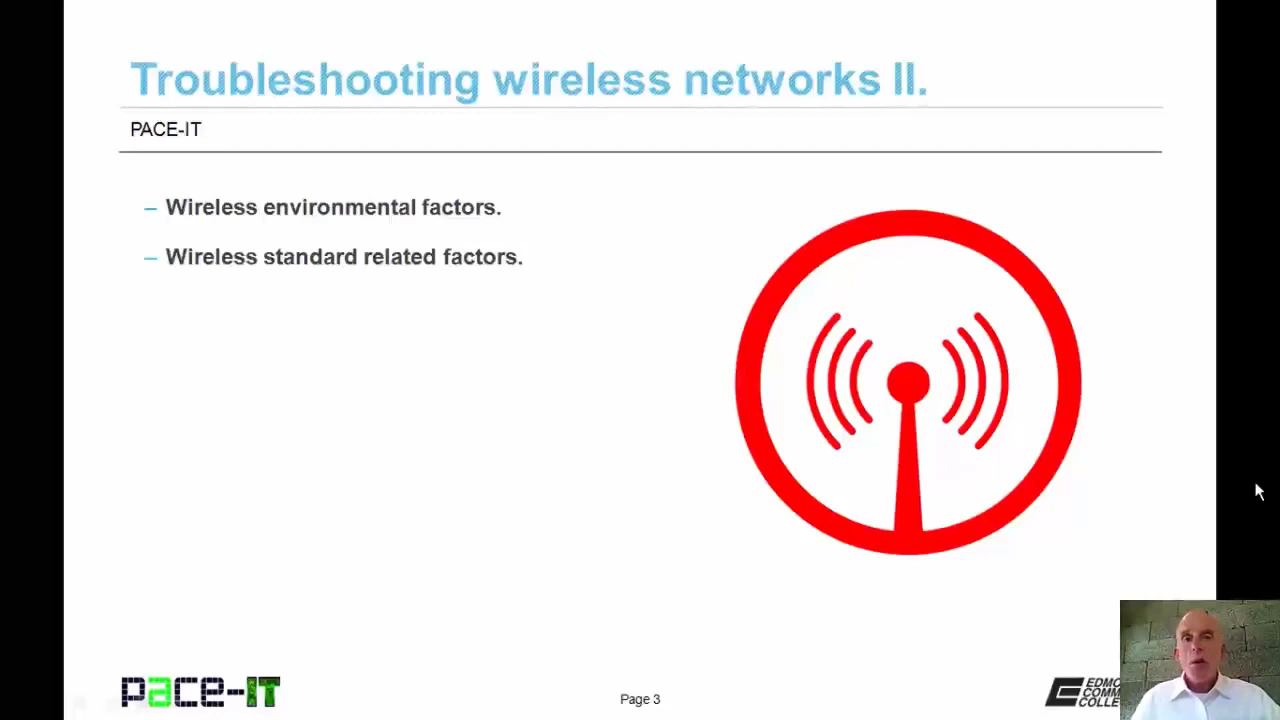 Troubleshooting wireless networks II.
PACE-IT
– Wireless environmental factors.
– Wireless standard related factors.
pace-IT
Page 3